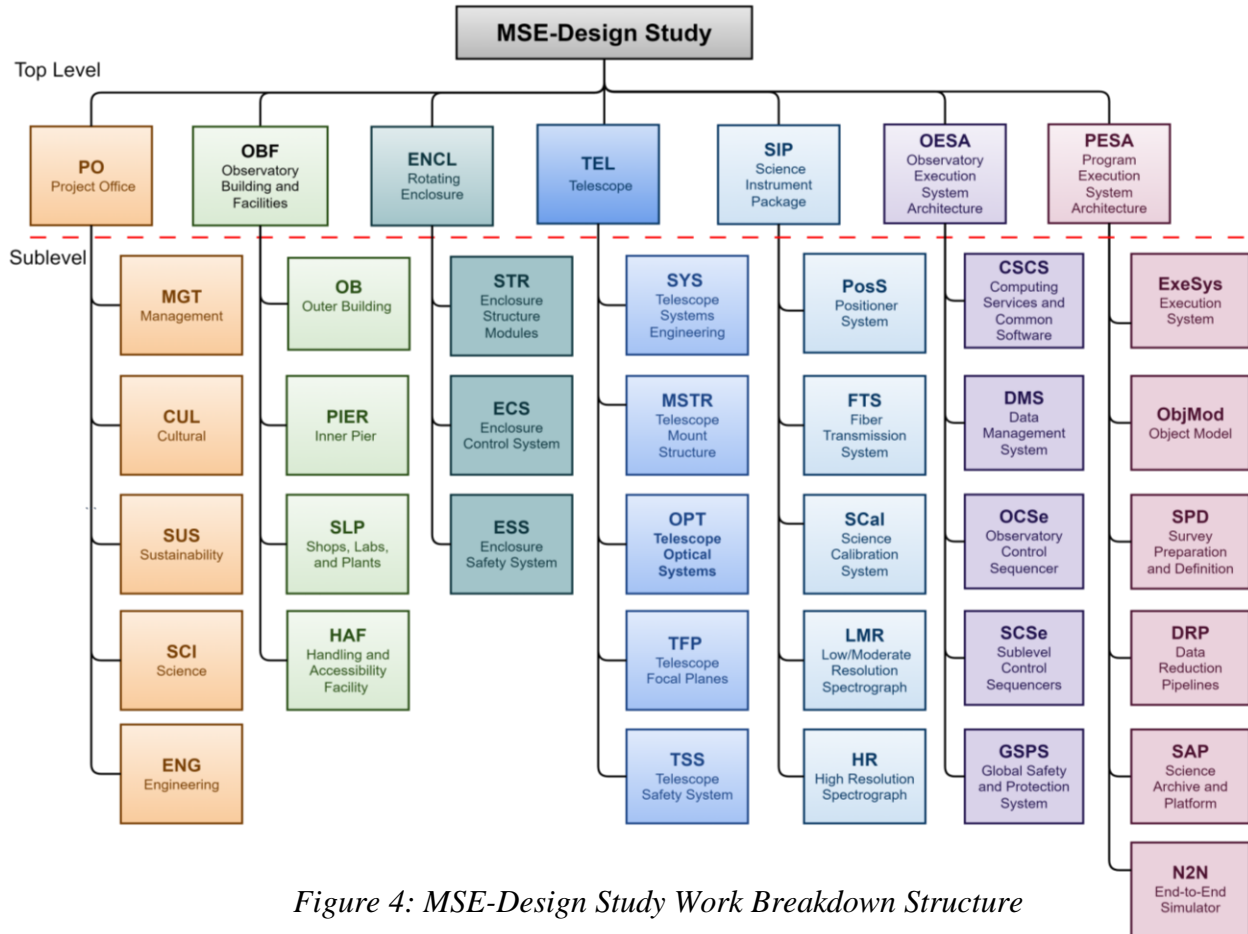 MSE-Design Study
Top Level
PO
Project Office
OBF
Observatory
Building and
Facilities
ENCL
Rotating
Enclosure
TEL
Telescope
SIP
Science
Instrument
Package
OESA
Observatory
Execution
System
Architecture
PESA
Program
Execution
System
Architecture
Sublevel
MGT
Management
CUL
Cultural
SUS
Sustainability
SCI
Science
ENG
Engineering
OB
Outer Building
PIER
Inner Pier
SLP
Shops, Labs,
and Plants
HAF
Handling and
Accessibility
Facility
STR
Enclosure
Structure
Modules
ECS
Enclosure
Control System
ESS
Enclosure
Safety System
SYS
Telescope
Systems
Engineering
MSTR
Telescope
Mount
Structure
OPT
Telescope
Optical
Systems
TFP
Telescope
Focal Planes
TSS
Telescope
Safety System
PosS
Positioner
System
FTS
Fiber
Transmission
System
SCal
Science
Calibration
System
LMR
Low/Moderate
Resolution
Spectrograph
HR
High Resolution
Spectrograph
CSCS
Computing
Services and
Common
Software
DMS
Data
Management
System
OCSe
Observatory
Control
Sequencer
SCSe
Sublevel
Control
Sequencers
GSPS
Global Safety
and Protection
System
ExeSys
Execution
System
ObjMod
Object Model
SPD
Survey
Preparation
and Definition
DRP
Data
Reduction
Pipelines
SAP
Science
Archive and
Platform
N2N
End-to-End
Simulator
Figure 4: MSE-Design Study Work Breakdown Structure